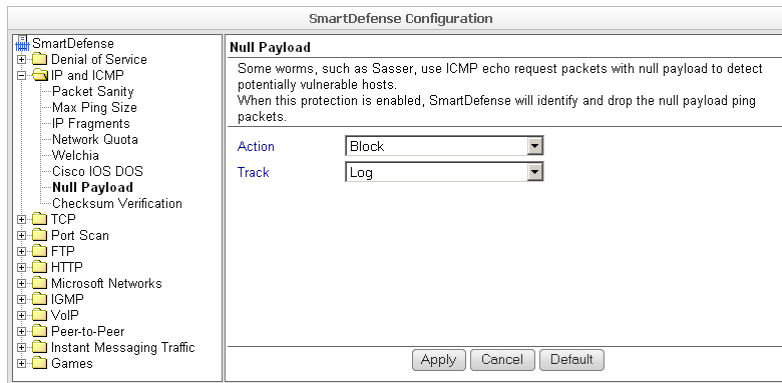 SmartDefense Configuration
SmartDefense
Denial of Service
IP and ICMP
Packet Sanity
Max Ping Size
IP Fragments
Network Quota
Welchia
Cisco IOS DOS
Null Payload
Checksum Verification
TCP
Port Scan
FTP
HTTP
Microsoft Networks
IGMP
VoIP
Peer-to-Peer
Instant Messaging Traffic
Games
Null Payload
Some worms, such as Sasser, use ICMP echo request packets with null payload to detect
potentially vulnerable hosts.
When this protection is enabled, SmartDefense will identify and drop the null payload ping
packets.
Action Block
Track Log
Apply Cancel Default